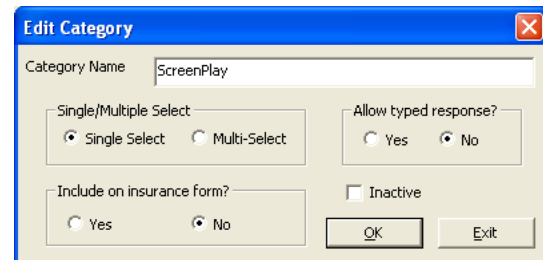 Edit Category
Category Name ScreenPlay
Single/Multiple Select Allow typed response?
Single Select Multi-Select Yes No
Include on insurance form? Inactive
Yes No OK Exit